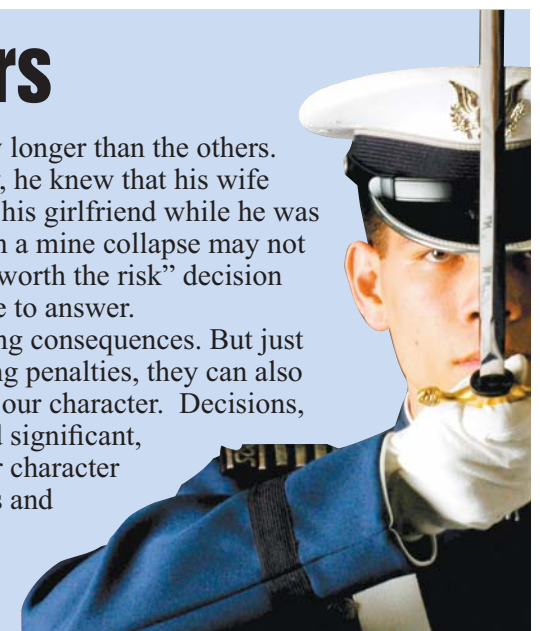 rs
longer than the others.
, he knew that his wife
his girlfriend while he was
a mine collapse may not
worth the risk” decision
e to answer.
ng consequences. But just
ng penalties, they can also
our character. Decisions,
significant,
character
s and